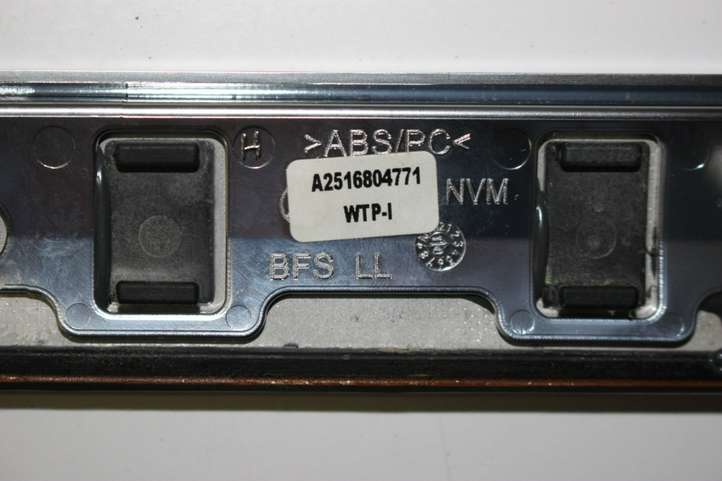 H >ABS/PC<
A2516804771
WTP-I
NVM
BFS LL